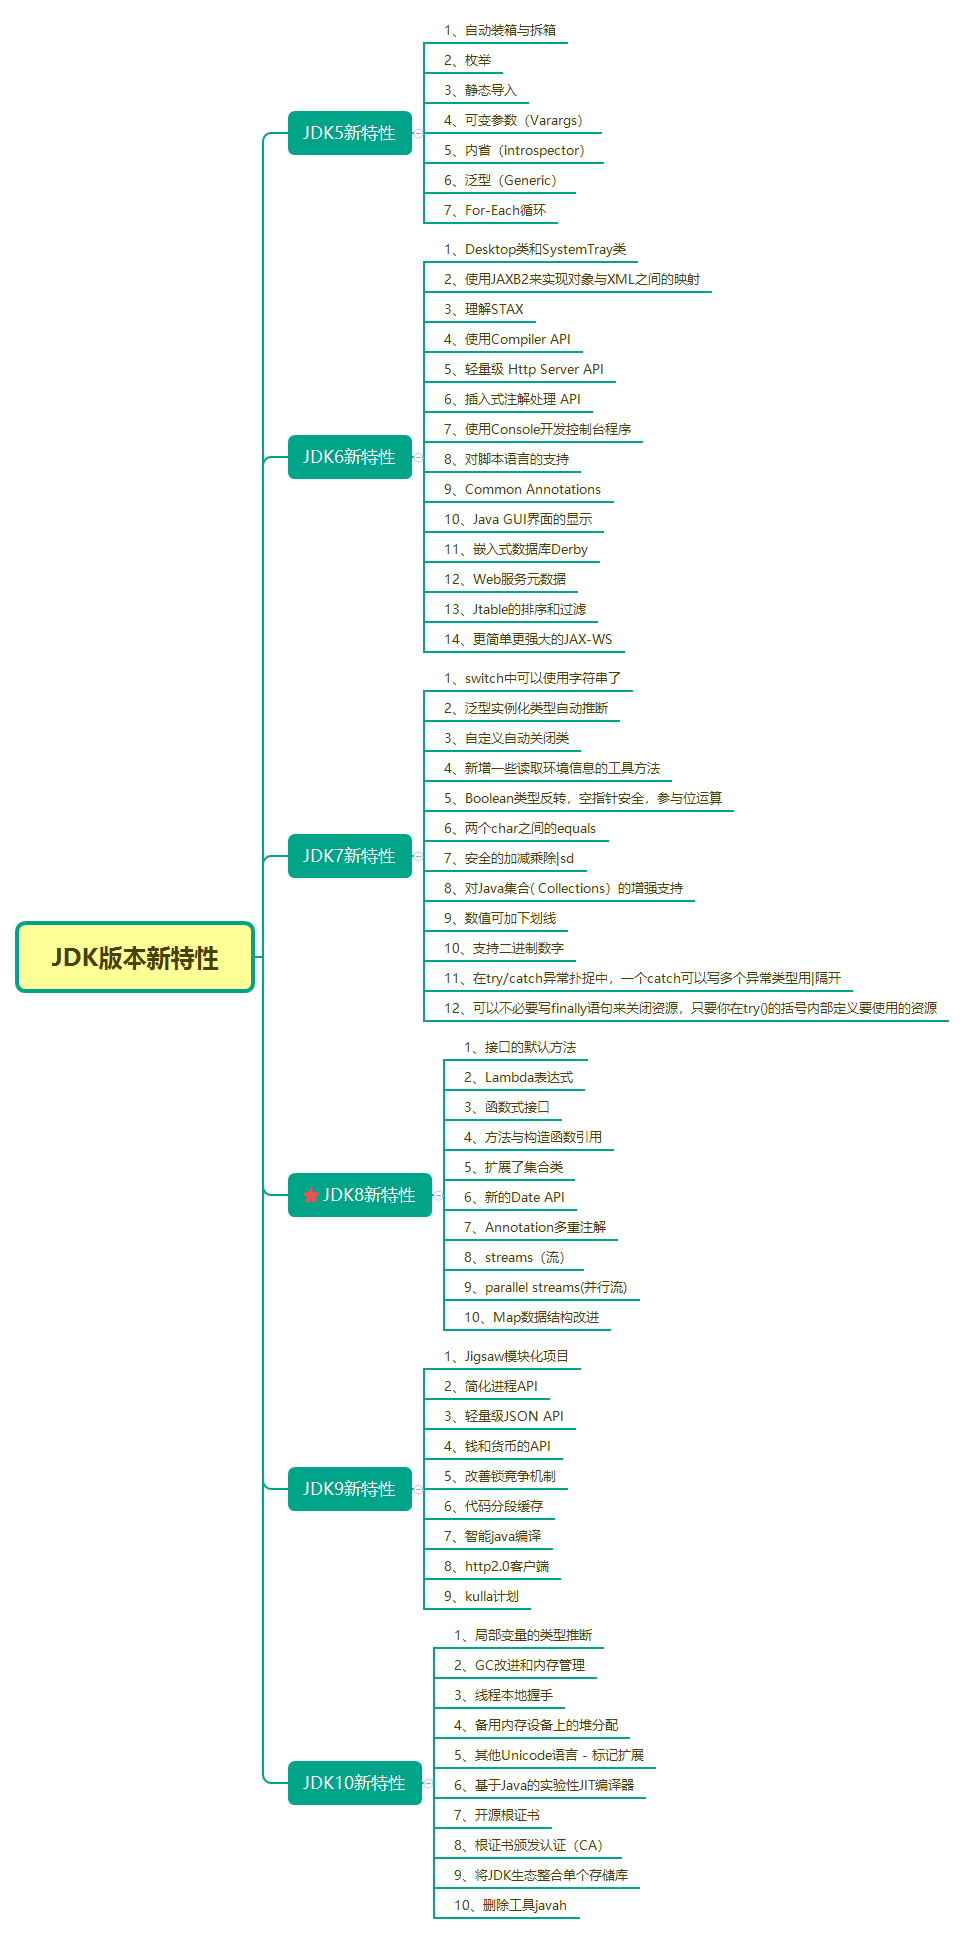 JDK版本新特性
JDK5新特性
1、自动装箱与拆箱
2、枚举
3、静态导入
4、可变参数（Varargs）
5、内省（introspector）
6、泛型（Generic）
7、For-Each循环
JDK6新特性
1、Desktop类和SystemTray类
2、使用JAXB2来实现对象与XML之间的映射
3、理解STAX
4、使用Compiler API
5、轻量级 Http Server API
6、插入式注解处理 API
7、使用Console开发控制台程序
8、对脚本语言的支持
9、Common Annotations
10、Java GUI界面的显示
11、嵌入式数据库Derby
12、Web服务元数据
13、Jtable的排序和过滤
14、更简单更强大的JAX-WS
JDK7新特性
1、switch中可以使用字符串了
2、泛型实例化类型自动推断
3、自定义自动关闭类
4、新增一些读取环境信息的工具方法
5、Boolean类型反转，空指针安全，参与位运算
6、两个char之间的equals
7、安全的加减乘除|sd
8、对Java集合( Collections）的增强支持
9、数值可加下划线
10、支持二进制数字
11、在try/catch异常扑捉中，一个catch可以写多个异常类型用|隔开
12、可以不必要写finally语句来关闭资源，只要你在try()的括号内部定义要使用的资源
JDK8新特性
1、接口的默认方法
2、Lambda表达式
3、函数式接口
4、方法与构造函数引用
5、扩展了集合类
6、新的Date API
7、Annotation多重注解
8、streams（流）
9、parallel streams(并行流)
10、Map数据结构改进
JDK9新特性
1、Jigsaw模块化项目
2、简化进程API
3、轻量级JSON API
4、钱和货币的API
5、改善锁竞争机制
6、代码分段缓存
7、智能java编译
8、http2.0客户端
9、kulla计划
JDK10新特性
1、局部变量的类型推断
2、GC改进和内存管理
3、线程本地握手
4、备用内存设备上的堆分配
5、其他Unicode语言 - 标记扩展
6、基于Java的实验性JIT编译器
7、开源根证书
8、根证书颁发认证（CA）
9、将JDK生态整合单个存储库
10、删除工具javah